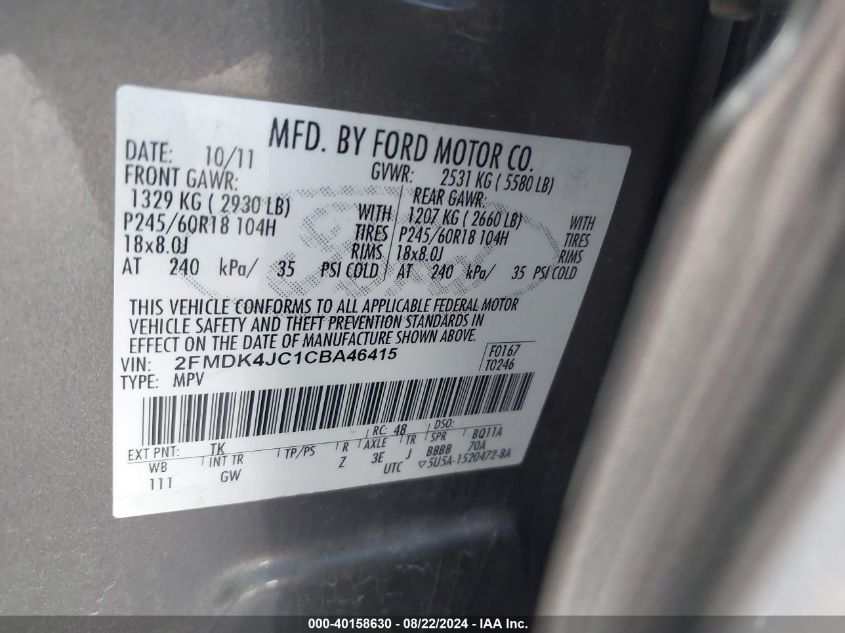 MFD. BY FORD MOTOR CO.
DATE: 10/11 GVWR: 2531 KG ( 5580 LB)
FRONT GAWR: REAR GAWR:
1329 KG ( 2930 LB) WITH 1207 KG ( 2660 LB) WITH
P245/60R18 104H TIRES P245/60R18 104H TIRES
18x8.0J RIMS 18x8.0J RIMS
AT 240 kPa/ 35 PSI COLD AT 240 kPa/ 35 PSI COLD
THIS VEHICLE CONFORMS TO ALL APPLICABLE FEDERAL MOTOR
VEHICLE SAFETY AND THEFT PREVENTION STANDARDS IN
EFFECT ON THE DATE OF MANUFACTURE SHOWN ABOVE.
VIN: 2FMDK4JC1CBA46415 F0167
TYPE: MPV T0246
RC: 48 DSO:
EXT PNT: TK R AXLE TR SPR BQ11A
WB INT TR TP/PS Z 3E J BBBB 70A
111 GW UTC ▽5U5A-1520472-BA
000-40158630 - 08/22/2024 - IAA Inc.